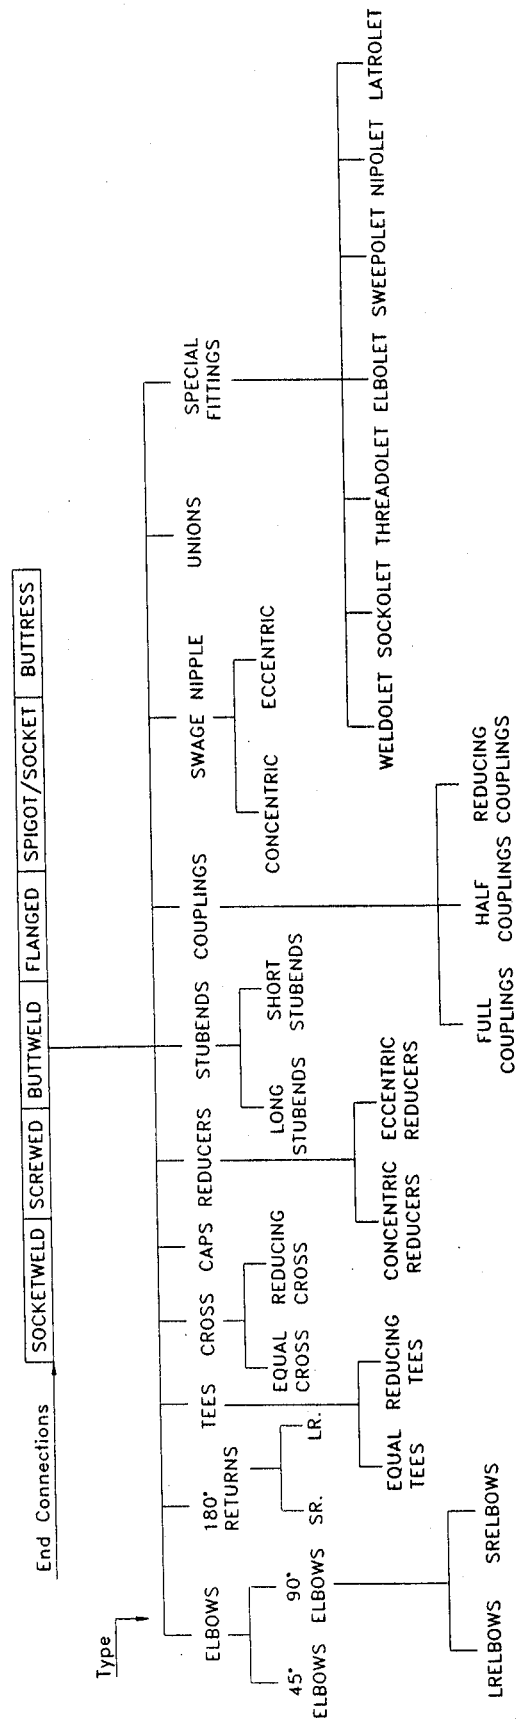 End Connections
SOCKETWELD SCREWED BUTTWELD FLANGED SPIGOT/SOCKET BUTTRESS
Type
ELBOWS 180° RETURNS TEES CROSS CAPS REDUCERS STUBENDS COUPLINGS SWAGE NIPPLE UNIONS SPECIAL FITTINGS
45° ELBOWS 90° ELBOWS
SR. LR.
EQUAL CROSS REDUCING CROSS
LONG STUBENDS SHORT STUBENDS
CONCENTRIC ECCENTRIC
EQUAL TEES REDUCING TEES
CONCENTRIC REDUCERS ECCENTRIC REDUCERS
WELDOLET SOCKOLET THREADOLET ELBOLET SWEEPOLET NIPOLET LATROLET
LRELBOWS SRELBOWS
FULL COUPLINGS HALF COUPLINGS REDUCING COUPLINGS